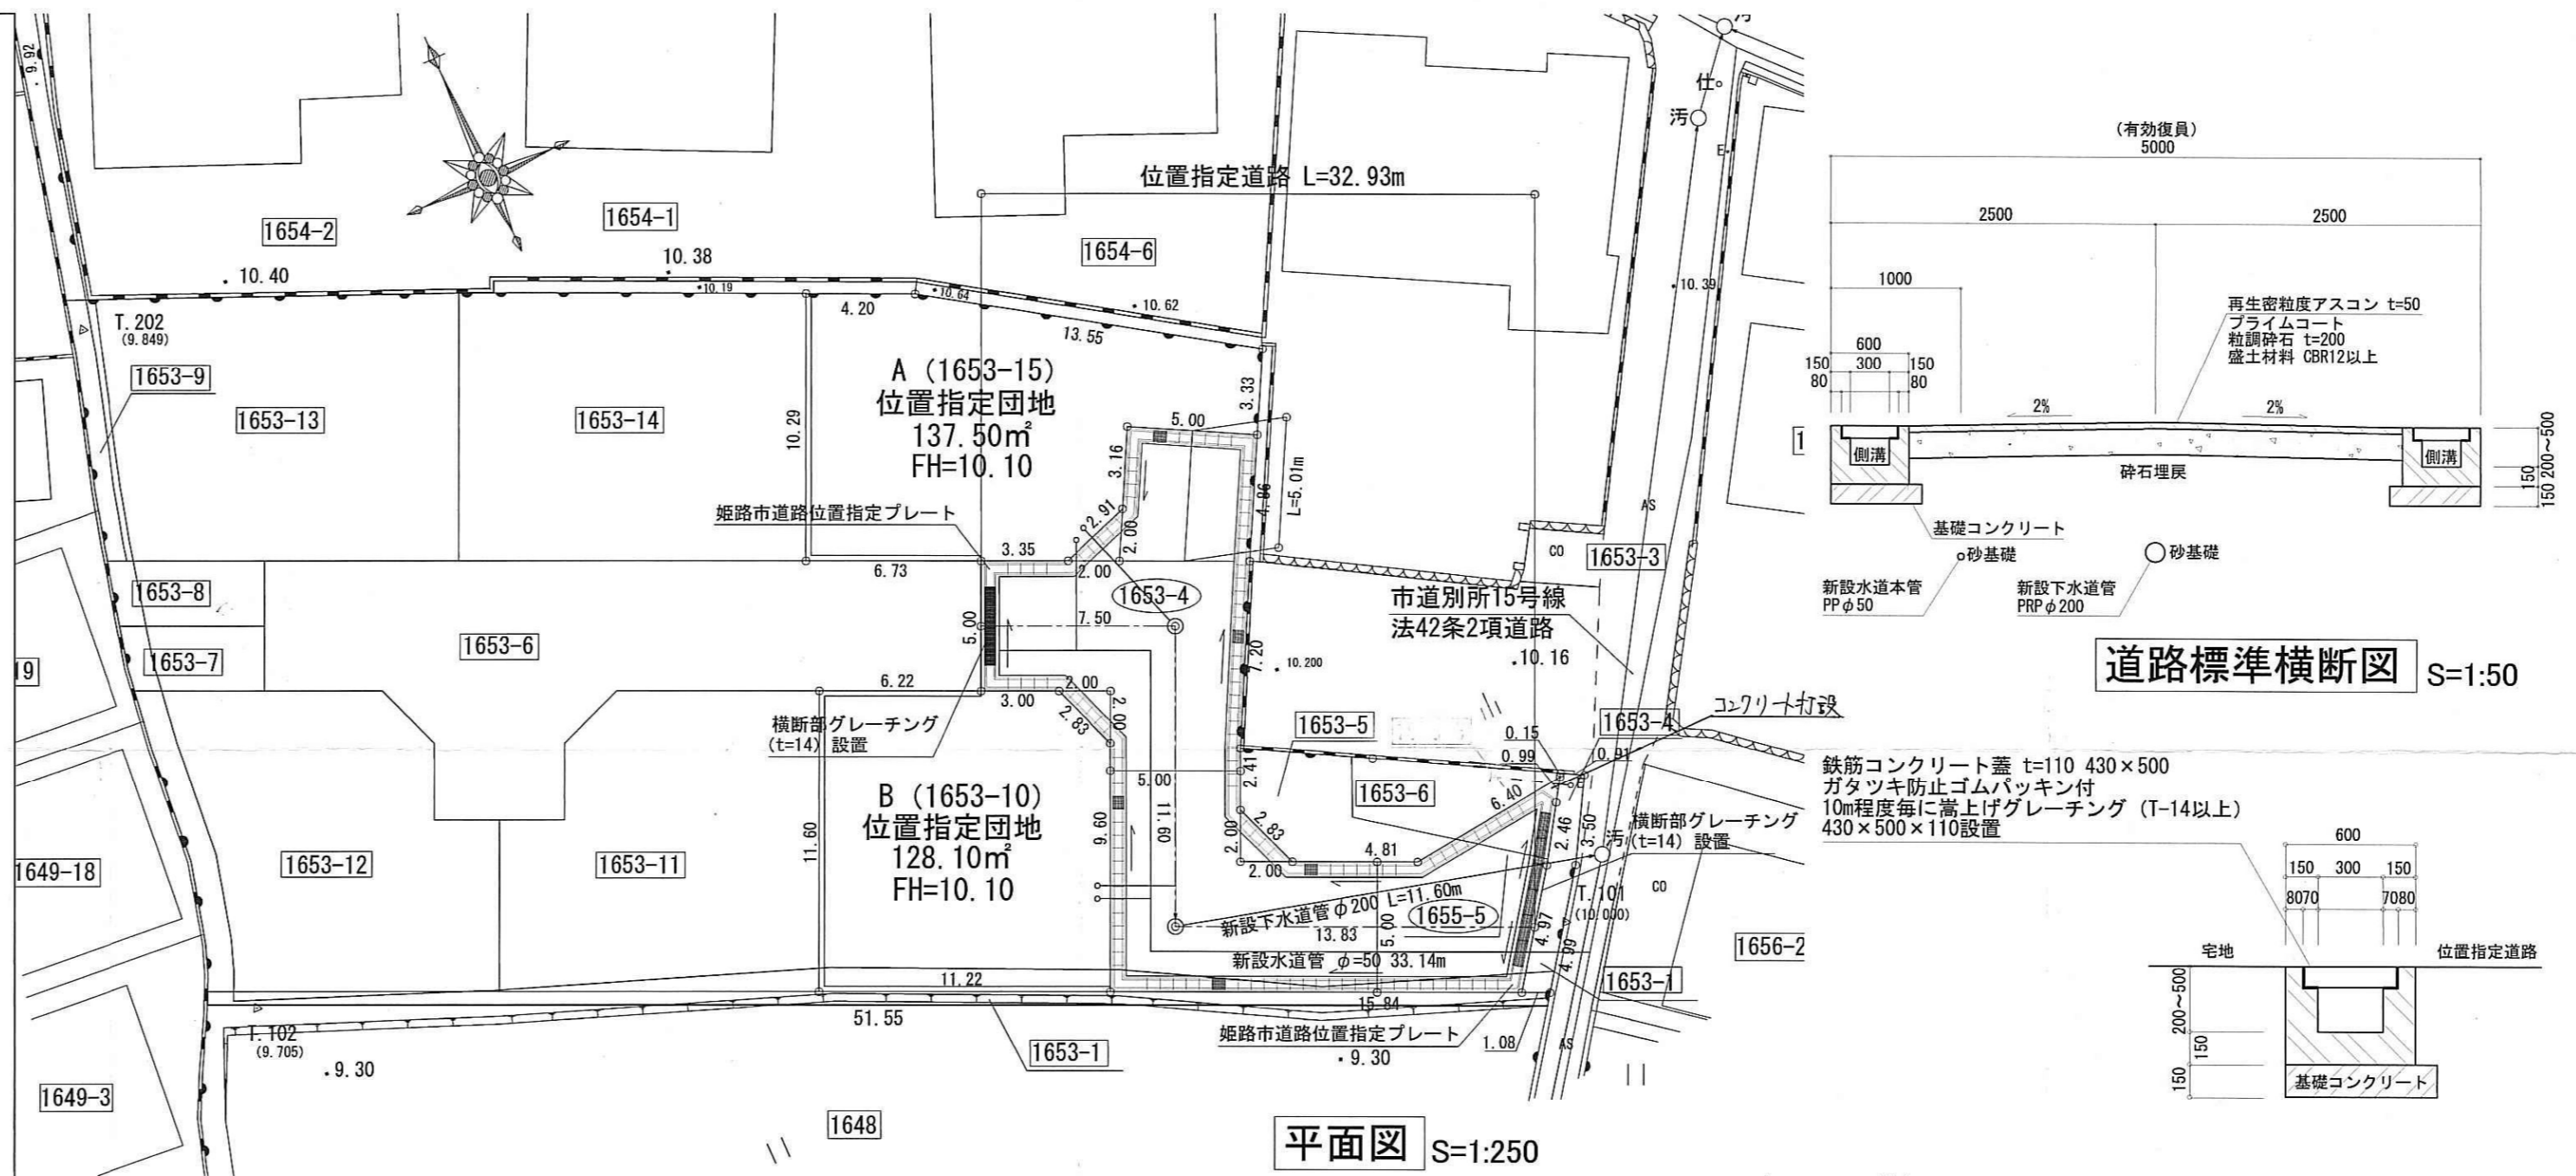 9.92
位置指定道路 L=32.93m
1654-2
1654-1
1654-6
10.40
10.38
10.19
10.64
10.62
4.20
13.55
T.202
(9.849)
1653-9
1653-13
1653-14
10.29
A (1653-15)
位置指定団地
137.50㎡
FH=10.10
3.33
5.00
3.16
2.91
2.00
4.86
L=5.01m
姫路市道路位置指定プレート
3.35
2.00
6.73
1653-8
1653-7
1653-6
1653-4
7.50
5.00
7.20
10.200
6.22
3.00
2.00
2.00
2.83
横断部グレーチング
(t=14) 設置
B (1653-10)
位置指定団地
128.10㎡
FH=10.10
11.60
9.60
5.00
11.60
2.41
2.00
2.83
2.00
4.81
6.40
1653-5
1653-6
0.15
0.99
0.91
1653-4
コンクリート打設
2.46
3.50
汚
横断部グレーチング
(t=14) 設置
T.101
(10.000)
CO
新設下水道管φ200 L=11.60m
13.83
5.00
1655-5
4.97
4.99
新設水道管 φ=50 33.14m
11.22
15.84
51.55
1653-1
1653-1
姫路市道路位置指定プレート
1.08
9.30
AS
1656-2
1653-12
1653-11
1649-18
19
1649-3
T.102
(9.705)
9.30
1648
汚
仕
汚
E
10.39
AS
CO
1653-3
市道別所15号線
法42条2項道路
10.16
平面図 S=1:250
(有効復員)
5000
2500
2500
1000
600
150 300 150
80 80
2%
2%
再生密粒度アスコン t=50
プライムコート
粒調砕石 t=200
盛土材料 CBR12以上
側溝
側溝
砕石埋戻
200~500
150
150
基礎コンクリート
砂基礎
砂基礎
新設水道本管
PPφ50
新設下水道管
PRPφ200
道路標準横断図 S=1:50
鉄筋コンクリート蓋 t=110 430×500
ガタツキ防止ゴムパッキン付
10m程度毎に嵩上げグレーチング (T-14以上)
430×500×110設置
600
150 300 150
8070 7080
宅地
位置指定道路
200~500
150
150
基礎コンクリート